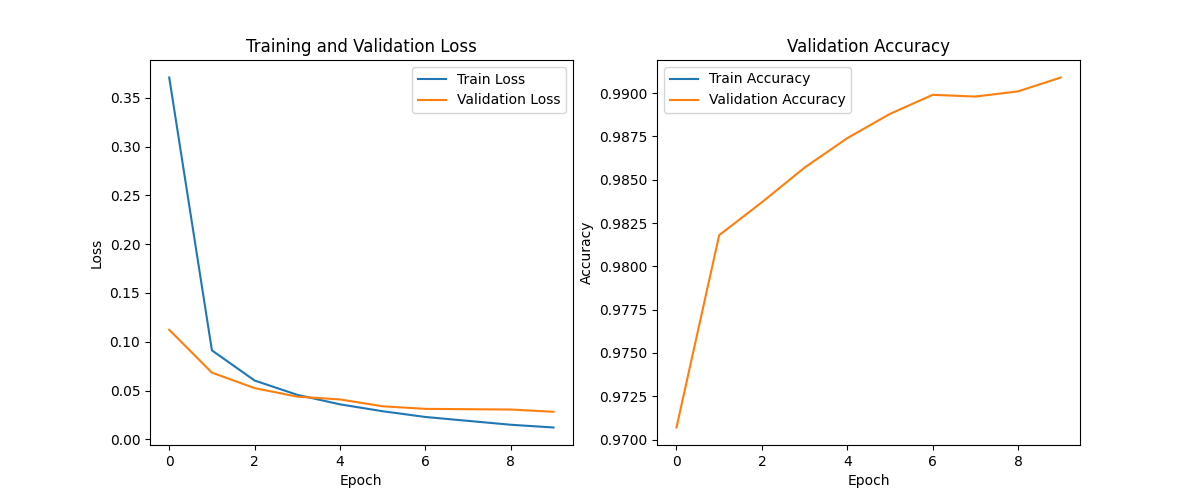 Training and Validation Loss
Train Loss
Validation Loss
0.35
0.30
0.25
0.20
0.15
0.10
0.05
0.00
Loss
0
2
4
6
8
Epoch
Validation Accuracy
Train Accuracy
Validation Accuracy
0.9900
0.9875
0.9850
0.9825
0.9800
0.9775
0.9750
0.9725
0.9700
Accuracy
0
2
4
6
8
Epoch